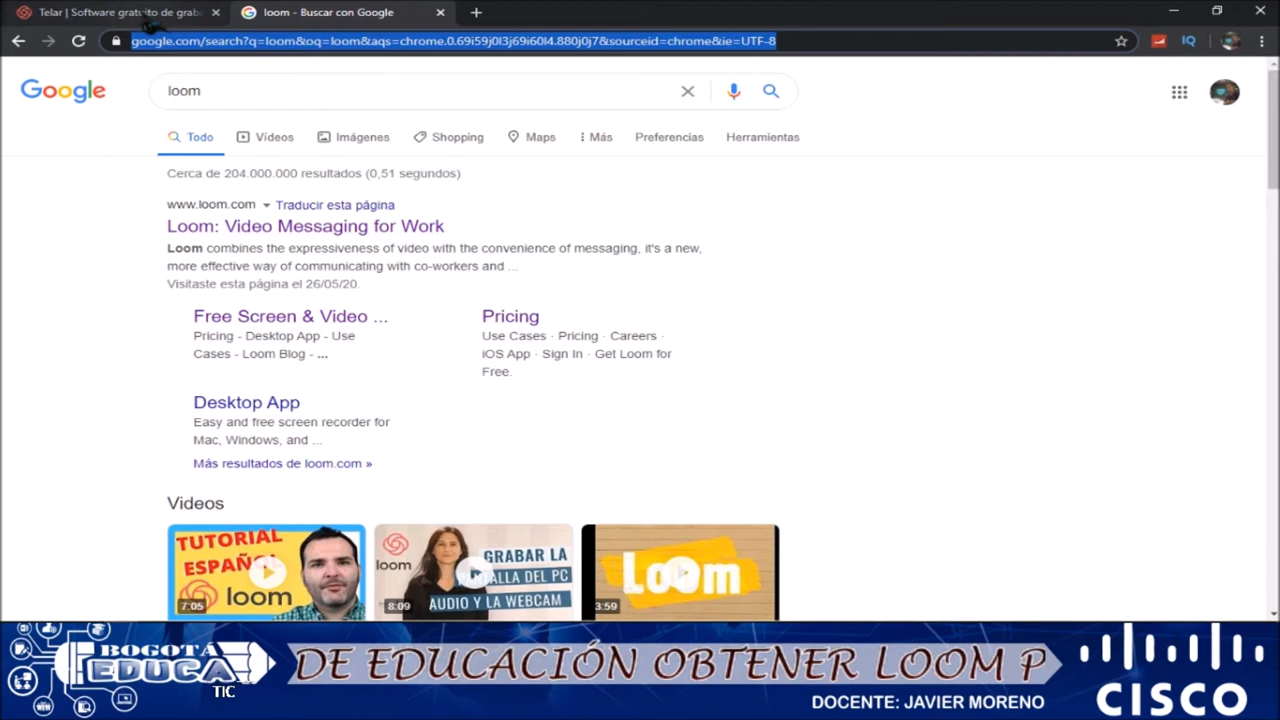 Telar | Software gratuito de grab
loom - Buscar con Google
google.com/search?q=loom&oq=loom&aqs=chrome.0.69i59j0l3j69i60l4.880j0j7&sourceid=chrome&ie=UTF-8
IQ
Google
loom
Todo
Vídeos
Imágenes
Shopping
Maps
Más
Preferencias
Herramientas
Cerca de 204.000.000 resultados (0,51 segundos)
www.loom.com
Traducir esta página
Loom: Video Messaging for Work
Loom combines the expressiveness of video with the convenience of messaging, it's a new,
more effective way of communicating with co-workers and ...
Visitaste esta página el 26/05/20.
Free Screen & Video ...
Pricing - Desktop App - Use
Cases - Loom Blog - ...
Pricing
Use Cases · Pricing · Careers ·
iOS App · Sign In · Get Loom for
Free.
Desktop App
Easy and free screen recorder for
Mac, Windows, and ...
Más resultados de loom.com »
Videos
TUTORIAL
ESPAÑOL
loom
7:05
loom
GRABAR LA
PANTALLA DEL PC
AUDIO Y LA WEBCAM
8:09
Loom
3:59
BOGOTÁ
EDUCA
TIC
DE EDUCACIÓN OBTENER LOOM P
DOCENTE: JAVIER MORENO
CISCO